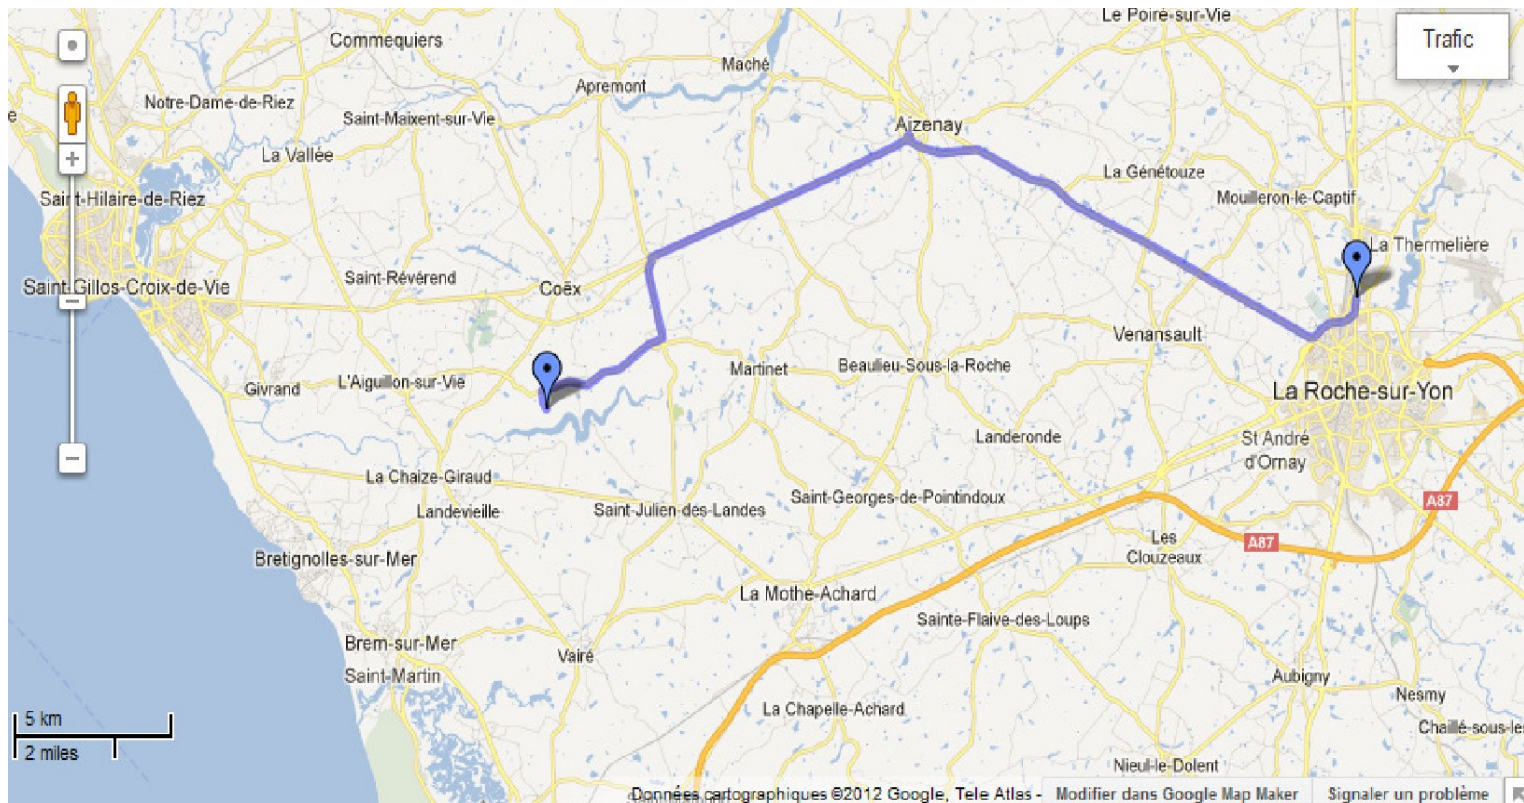 Le Poiré-sur-Vie
Trafic
Commequiers
Maché
Apremont
Notre-Dame-de-Riez
Saint-Maixent-sur-Vie
Aizenay
e
La Vallée
La Génétouze
Mouilleron-le-Captif
Saint-Hilaire-de-Riez
La Thermelière
Saint-Révérend
Saint-Gillos-Croix-de-Vie
Coëx
Venansault
Martinet
Beaulieu-Sous-la-Roche
L'Aiguillon-sur-Vie
Givrand
La Roche-sur-Yon
Landeronde
St André
d'Ornay
La Chaize-Giraud
Saint-Georges-de-Pointindoux
A87
Landevieille
Saint-Julien-des-Landes
Les
Clouzeaux
A87
Bretignolles-sur-Mer
La Mothe-Achard
Sainte-Flaive-des-Loups
Brem-sur-Mer
Vairé
Saint-Martin
Aubigny
Nesmy
La Chapelle-Achard
5 km
Chaillé-sous-les
2 miles
Nieul-le-Dolent
Données cartographiques ©2012 Google, Tele Atlas -
Modifier dans Google Map Maker
Signaler un problème